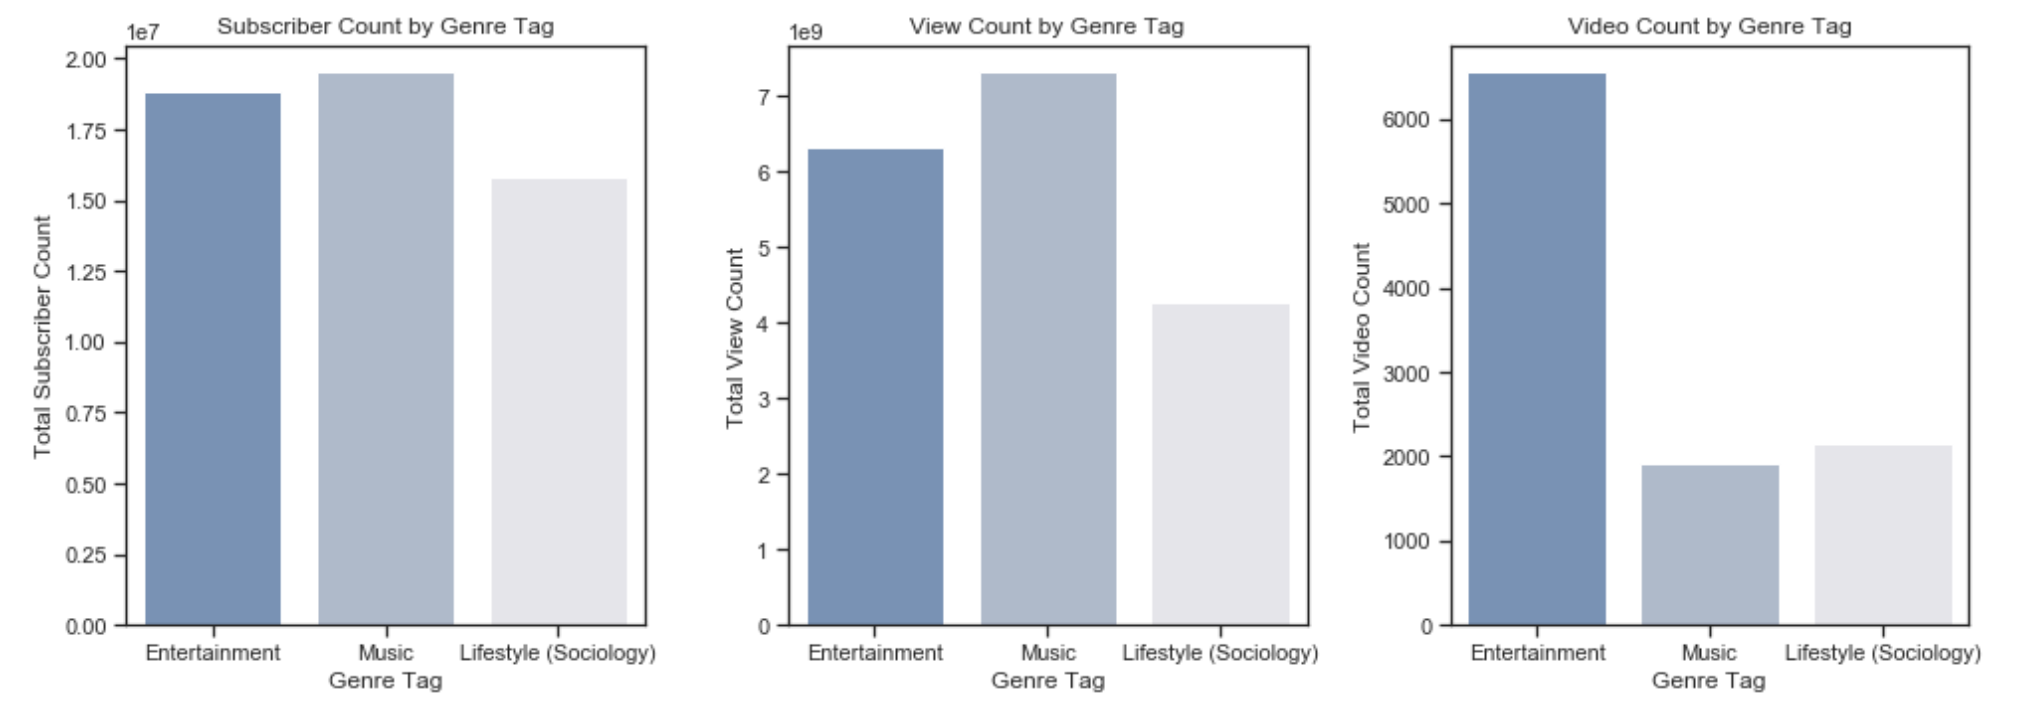 Subscriber Count by Genre Tag
1e7
2.00
1.75
1.50
1.25
1.00
0.75
0.50
0.25
0.00
Total Subscriber Count
Entertainment Music Lifestyle (Sociology)
Genre Tag
View Count by Genre Tag
1e9
7
6
5
4
3
2
1
0
Total View Count
Entertainment Music Lifestyle (Sociology)
Genre Tag
Video Count by Genre Tag
6000
5000
4000
3000
2000
1000
0
Total Video Count
Entertainment Music Lifestyle (Sociology)
Genre Tag